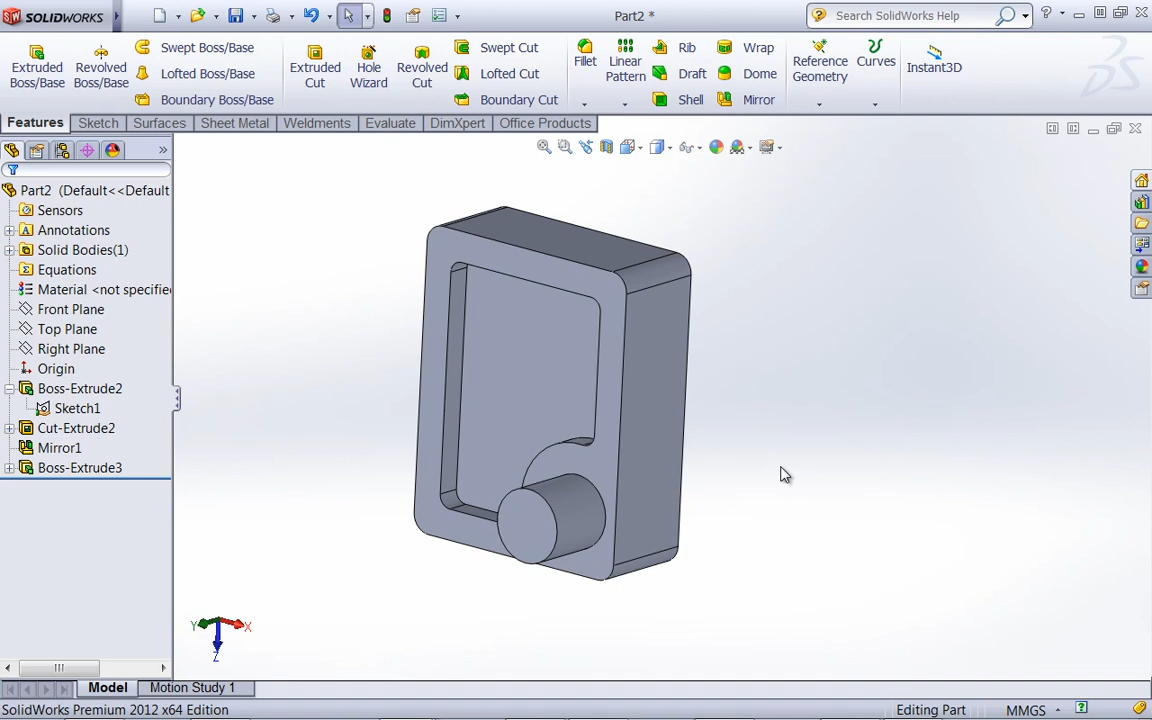 SOLIDWORKS
Part2 *
Search SolidWorks Help
Extruded Boss/Base
Revolved Boss/Base
Swept Boss/Base
Lofted Boss/Base
Boundary Boss/Base
Extruded Cut
Hole Wizard
Revolved Cut
Swept Cut
Lofted Cut
Boundary Cut
Fillet
Linear Pattern
Rib
Draft
Shell
Wrap
Dome
Mirror
Reference Geometry
Curves
Instant3D
Features
Sketch
Surfaces
Sheet Metal
Weldments
Evaluate
DimXpert
Office Products
Part2 (Default<<Default
Sensors
Annotations
Solid Bodies(1)
Equations
Material <not specifie
Front Plane
Top Plane
Right Plane
Origin
Boss-Extrude2
Sketch1
Cut-Extrude2
Mirror1
Boss-Extrude3
Y
X
Z
Model
Motion Study 1
SolidWorks Premium 2012 x64 Edition
Editing Part
MMGS